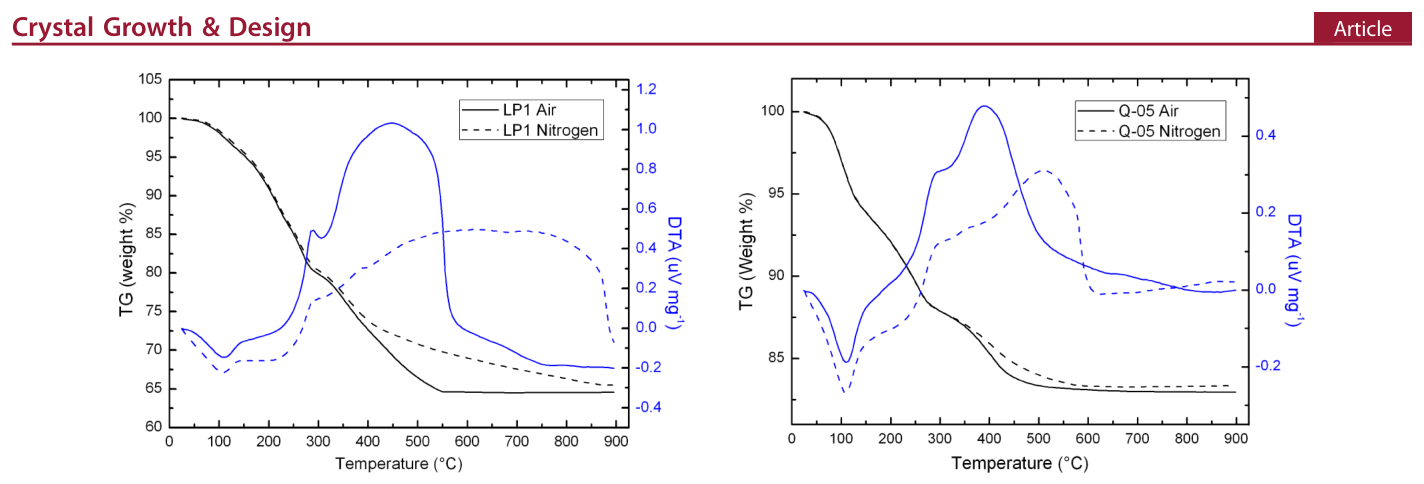 Crystal Growth & Design
Article
105
100
95
90
85
80
75
70
65
60
TG (weight %)
LP1 Air
LP1 Nitrogen
1.2
1.0
0.8
0.6
0.4
0.2
0.0
-0.2
-0.4
DTA (uV mg⁻¹)
0 100 200 300 400 500 600 700 800 900
Temperature (°C)
100
95
90
85
TG (Weight %)
Q-05 Air
Q-05 Nitrogen
0.4
0.2
0.0
-0.2
DTA (uV mg⁻¹)
0 100 200 300 400 500 600 700 800 900
Temperature (°C)